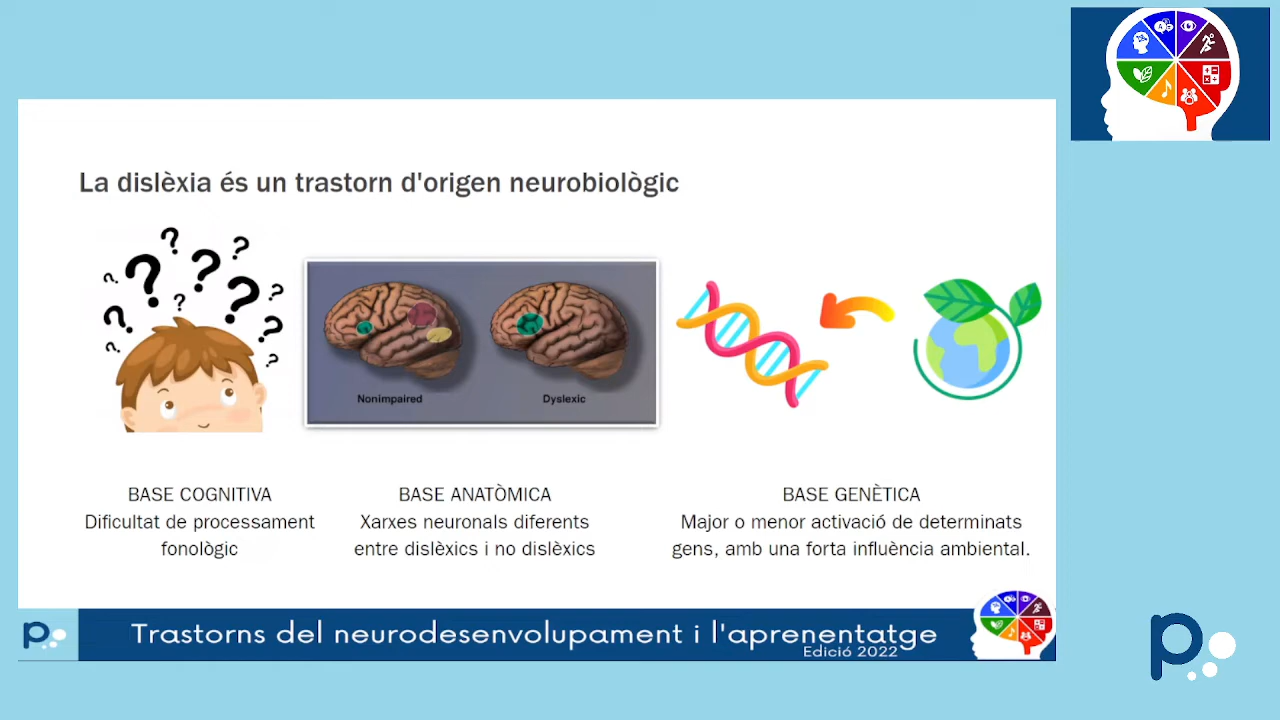 La dislèxia és un trastorn d'origen neurobiològic
Nonimpaired
Dyslexic
BASE COGNITIVA
Dificultat de processament
fonològic
BASE ANATÒMICA
Xarxes neuronals diferents
entre dislèxics i no dislèxics
BASE GENÈTICA
Major o menor activació de determinats
gens, amb una forta influència ambiental.
Trastorns del neurodesenvolupament i l'aprenentatge
Edició 2022